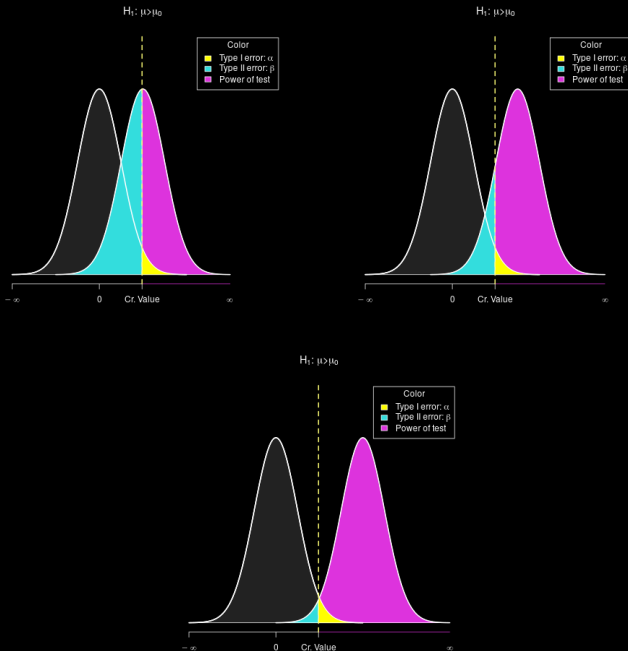 H₁: μ>μ₀
Color
Type I error: α
Type II error: β
Power of test
− ∞ 0 Cr. Value ∞
H₁: μ>μ₀
Color
Type I error: α
Type II error: β
Power of test
− ∞ 0 Cr. Value ∞
H₁: μ>μ₀
Color
Type I error: α
Type II error: β
Power of test
− ∞ 0 Cr. Value ∞